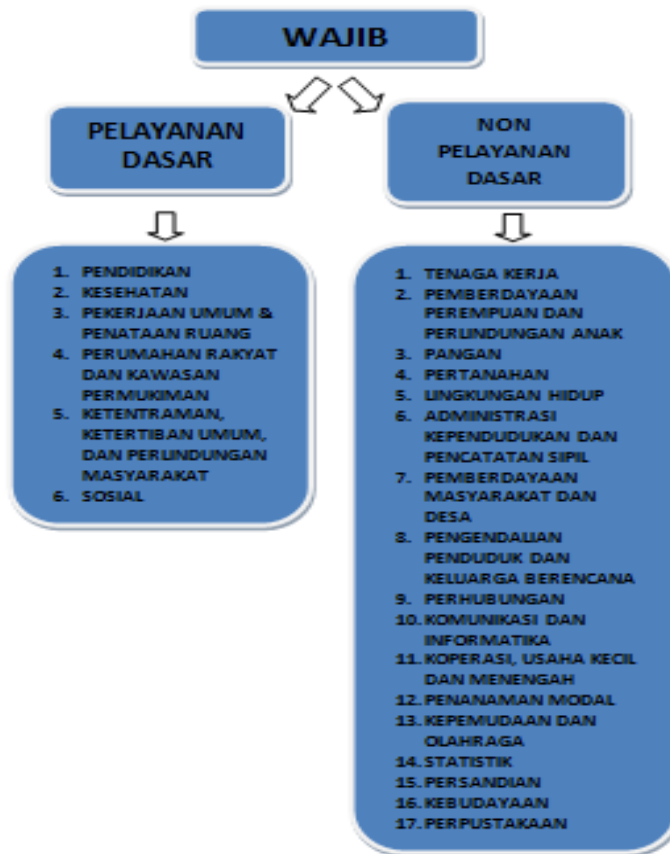 WAJIB
PELAYANAN
DASAR
NON
PELAYANAN
DASAR
1. PENDIDIKAN
2. KESEHATAN
3. PEKERJAAN UMUM &
PENATAAN RUANG
4. PERUMAHAN RAKYAT
DAN KAWASAN
PERMUKIMAN
5. KETENTRAMAN,
KETERTIBAN UMUM,
DAN PERLINDUNGAN
MASYARAKAT
6. SOSIAL
1. TENAGA KERJA
2. PEMBERDAYAAN
PEREMPUAN DAN
PERLINDUNGAN ANAK
3. PANGAN
4. PERTANAHAN
5. LINGKUNGAN HIDUP
6. ADMINISTRASI
KEPENDUDUKAN DAN
PENCATATAN SIPIL
7. PEMBERDAYAAN
MASYARAKAT DAN
DESA
8. PENGENDALIAN
PENDUDUK DAN
KELUARGA BERENCANA
9. PERHUBUNGAN
10. KOMUNIKASI DAN
INFORMATIKA
11. KOPERASI, USAHA KECIL
DAN MENENGAH
12. PENANAMAN MODAL
13. KEPEMUDAAN DAN
OLAHRAGA
14. STATISTIK
15. PERSANDIAN
16. KEBUDAYAAN
17. PERPUSTAKAAN